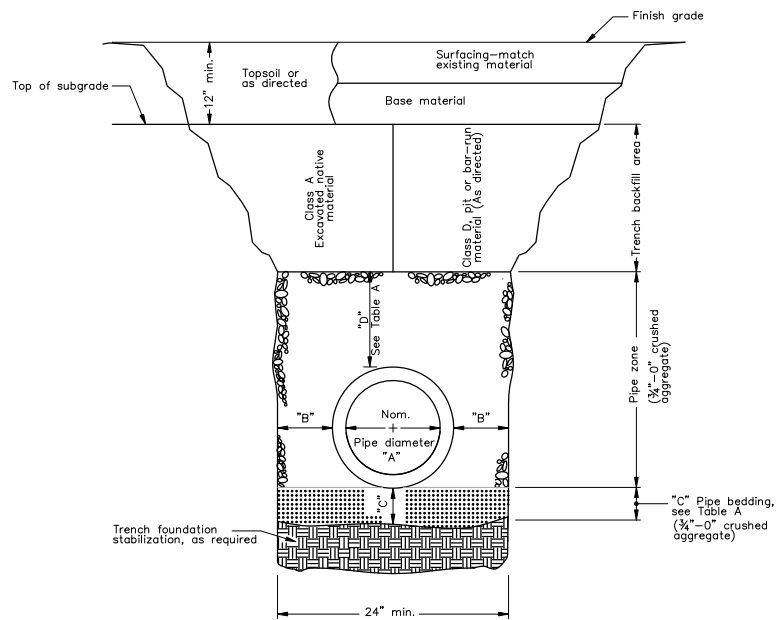 Finish grade
Surfacing–match
existing material
12" min.
Topsoil or
as directed
Top of subgrade
Base material
Class A
Excavated native
material
Class D, pit or bar–run
material (As directed)
Trench backfill area
"D"
See Table A
Pipe zone
(¾"–0" crushed
aggregate)
"B"
Nom.
"B"
Pipe diameter
"A"
"C"
"C" Pipe bedding,
see Table A
(¾"–0" crushed
aggregate)
Trench foundation
stabilization, as required
24" min.